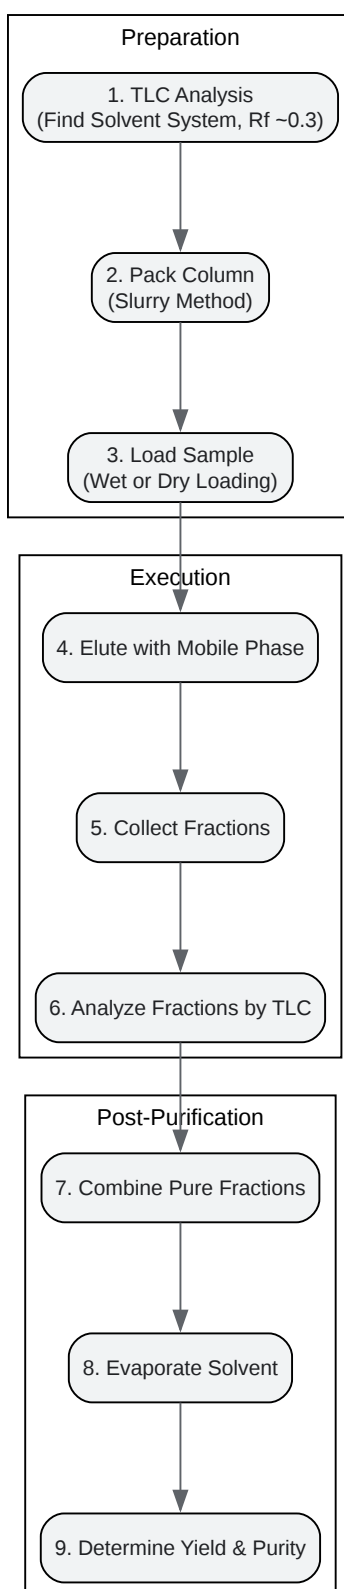 Preparation
1. TLC Analysis
(Find Solvent System, Rf ~0.3)
2. Pack Column
(Slurry Method)
3. Load Sample
(Wet or Dry Loading)
Execution
4. Elute with Mobile Phase
5. Collect Fractions
6. Analyze Fractions by TLC
Post-Purification
7. Combine Pure Fractions
8. Evaporate Solvent
9. Determine Yield & Purity